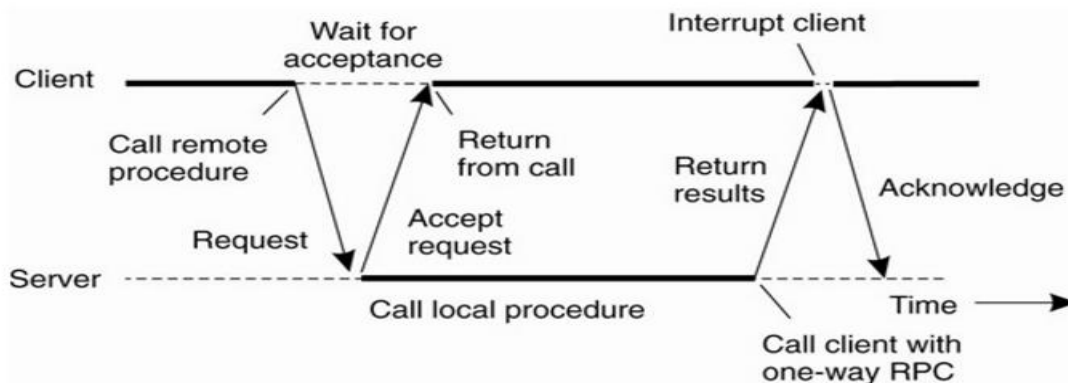 Wait for
acceptance
Interrupt client
Client
Call remote
procedure
Return
from call
Return
results
Acknowledge
Request
Accept
request
Server
Call local procedure
Time
Call client with
one-way RPC